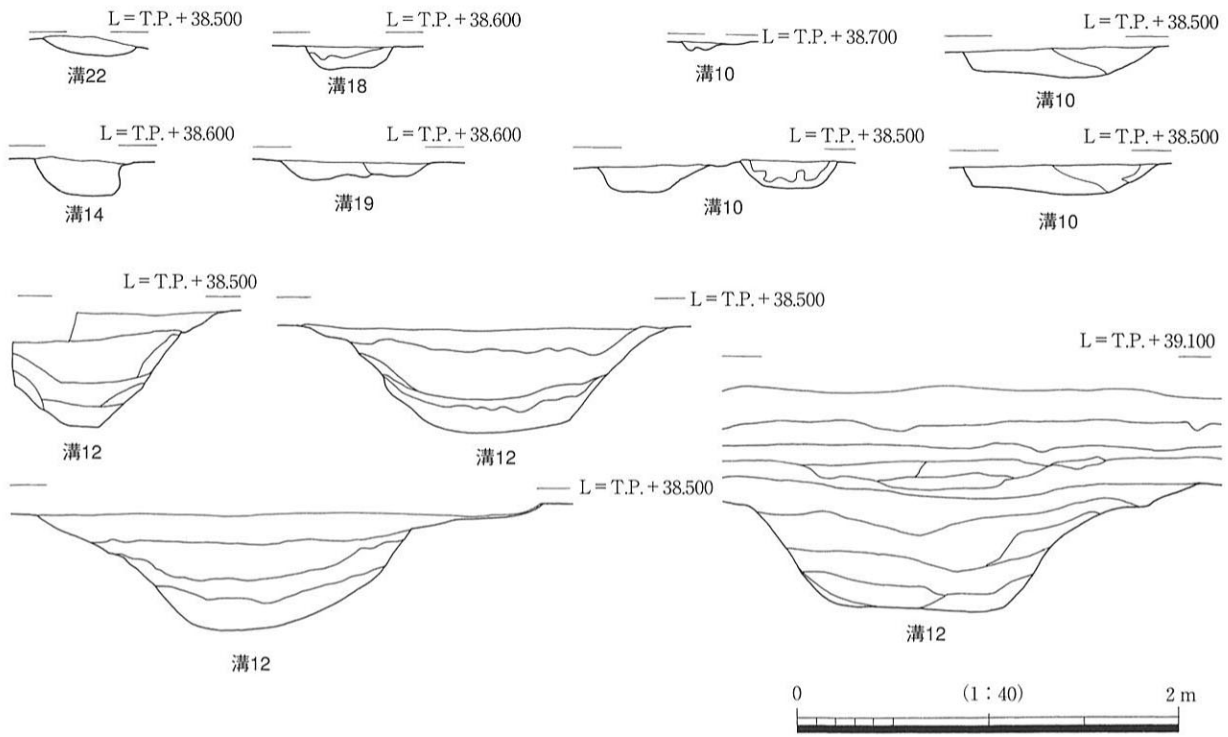 L = T.P. + 38.500
溝22
L = T.P. + 38.600
溝18
L = T.P. + 38.700
溝10
L = T.P. + 38.500
溝10
L = T.P. + 38.600
溝14
L = T.P. + 38.600
溝19
L = T.P. + 38.500
溝10
L = T.P. + 38.500
溝10
L = T.P. + 38.500
溝12
L = T.P. + 38.500
溝12
L = T.P. + 39.100
溝12
L = T.P. + 38.500
溝12
0 (1:40) 2 m